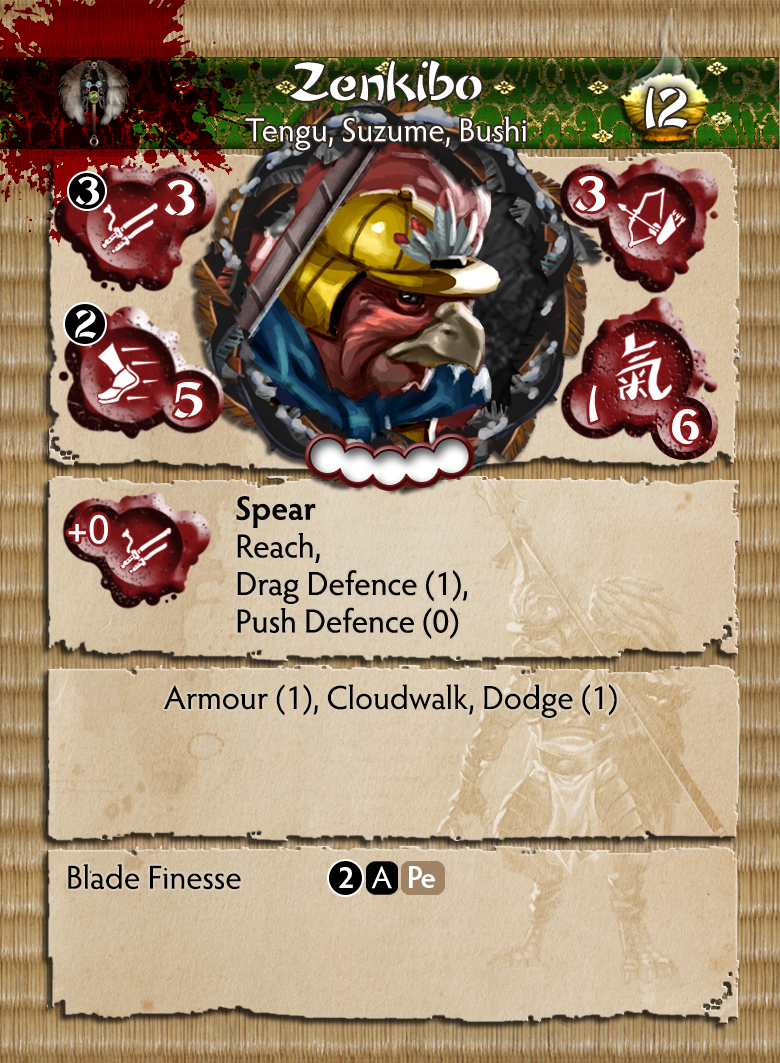 Zenkibo
12
Tengu, Suzume, Bushi
3 3
3
2 5
氣
1 6
+0
Spear
Reach,
Drag Defence (1),
Push Defence (0)
Armour (1), Cloudwalk, Dodge (1)
Blade Finesse 2 A Pe